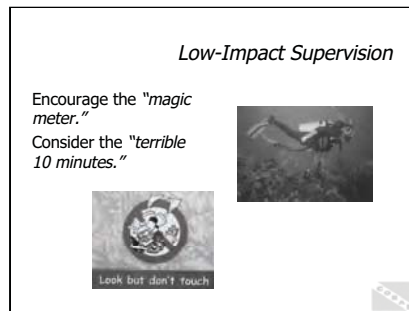 Low-Impact Supervision
Encourage the “magic
meter.”
Consider the “terrible
10 minutes.”
Look but don't touch